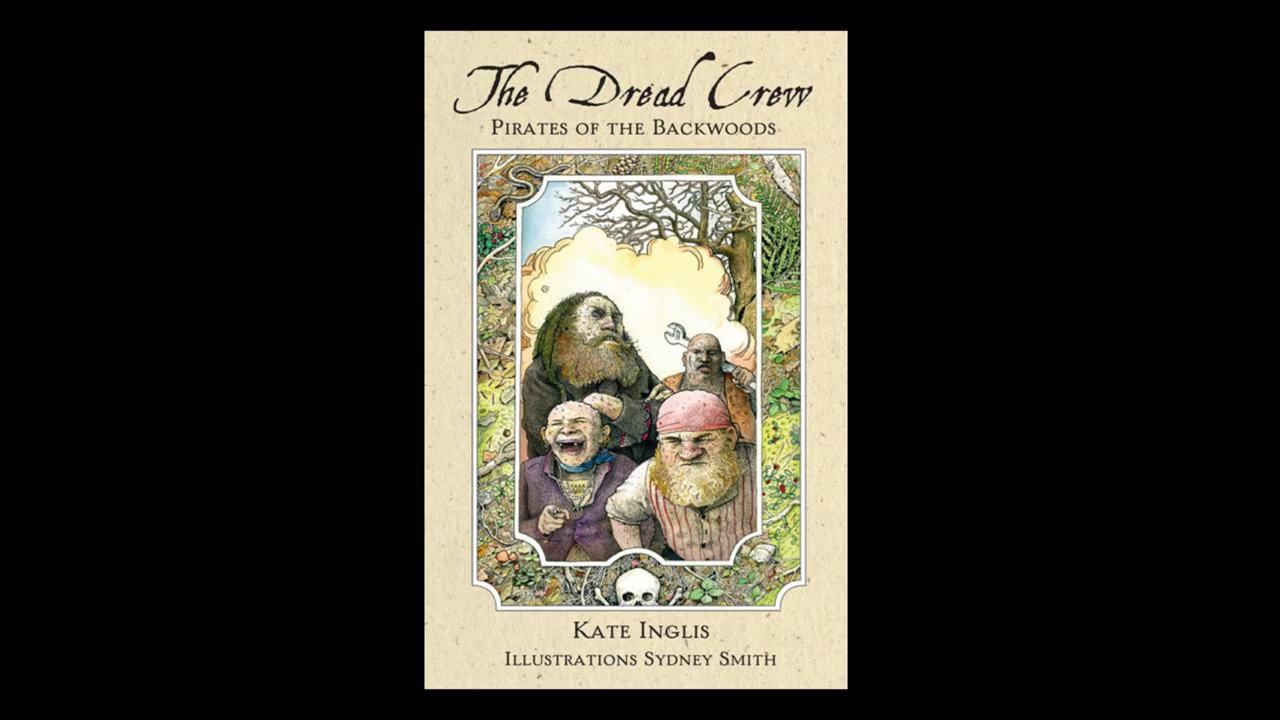 The Dread Crew
Pirates of the Backwoods
Kate Inglis
Illustrations Sydney Smith